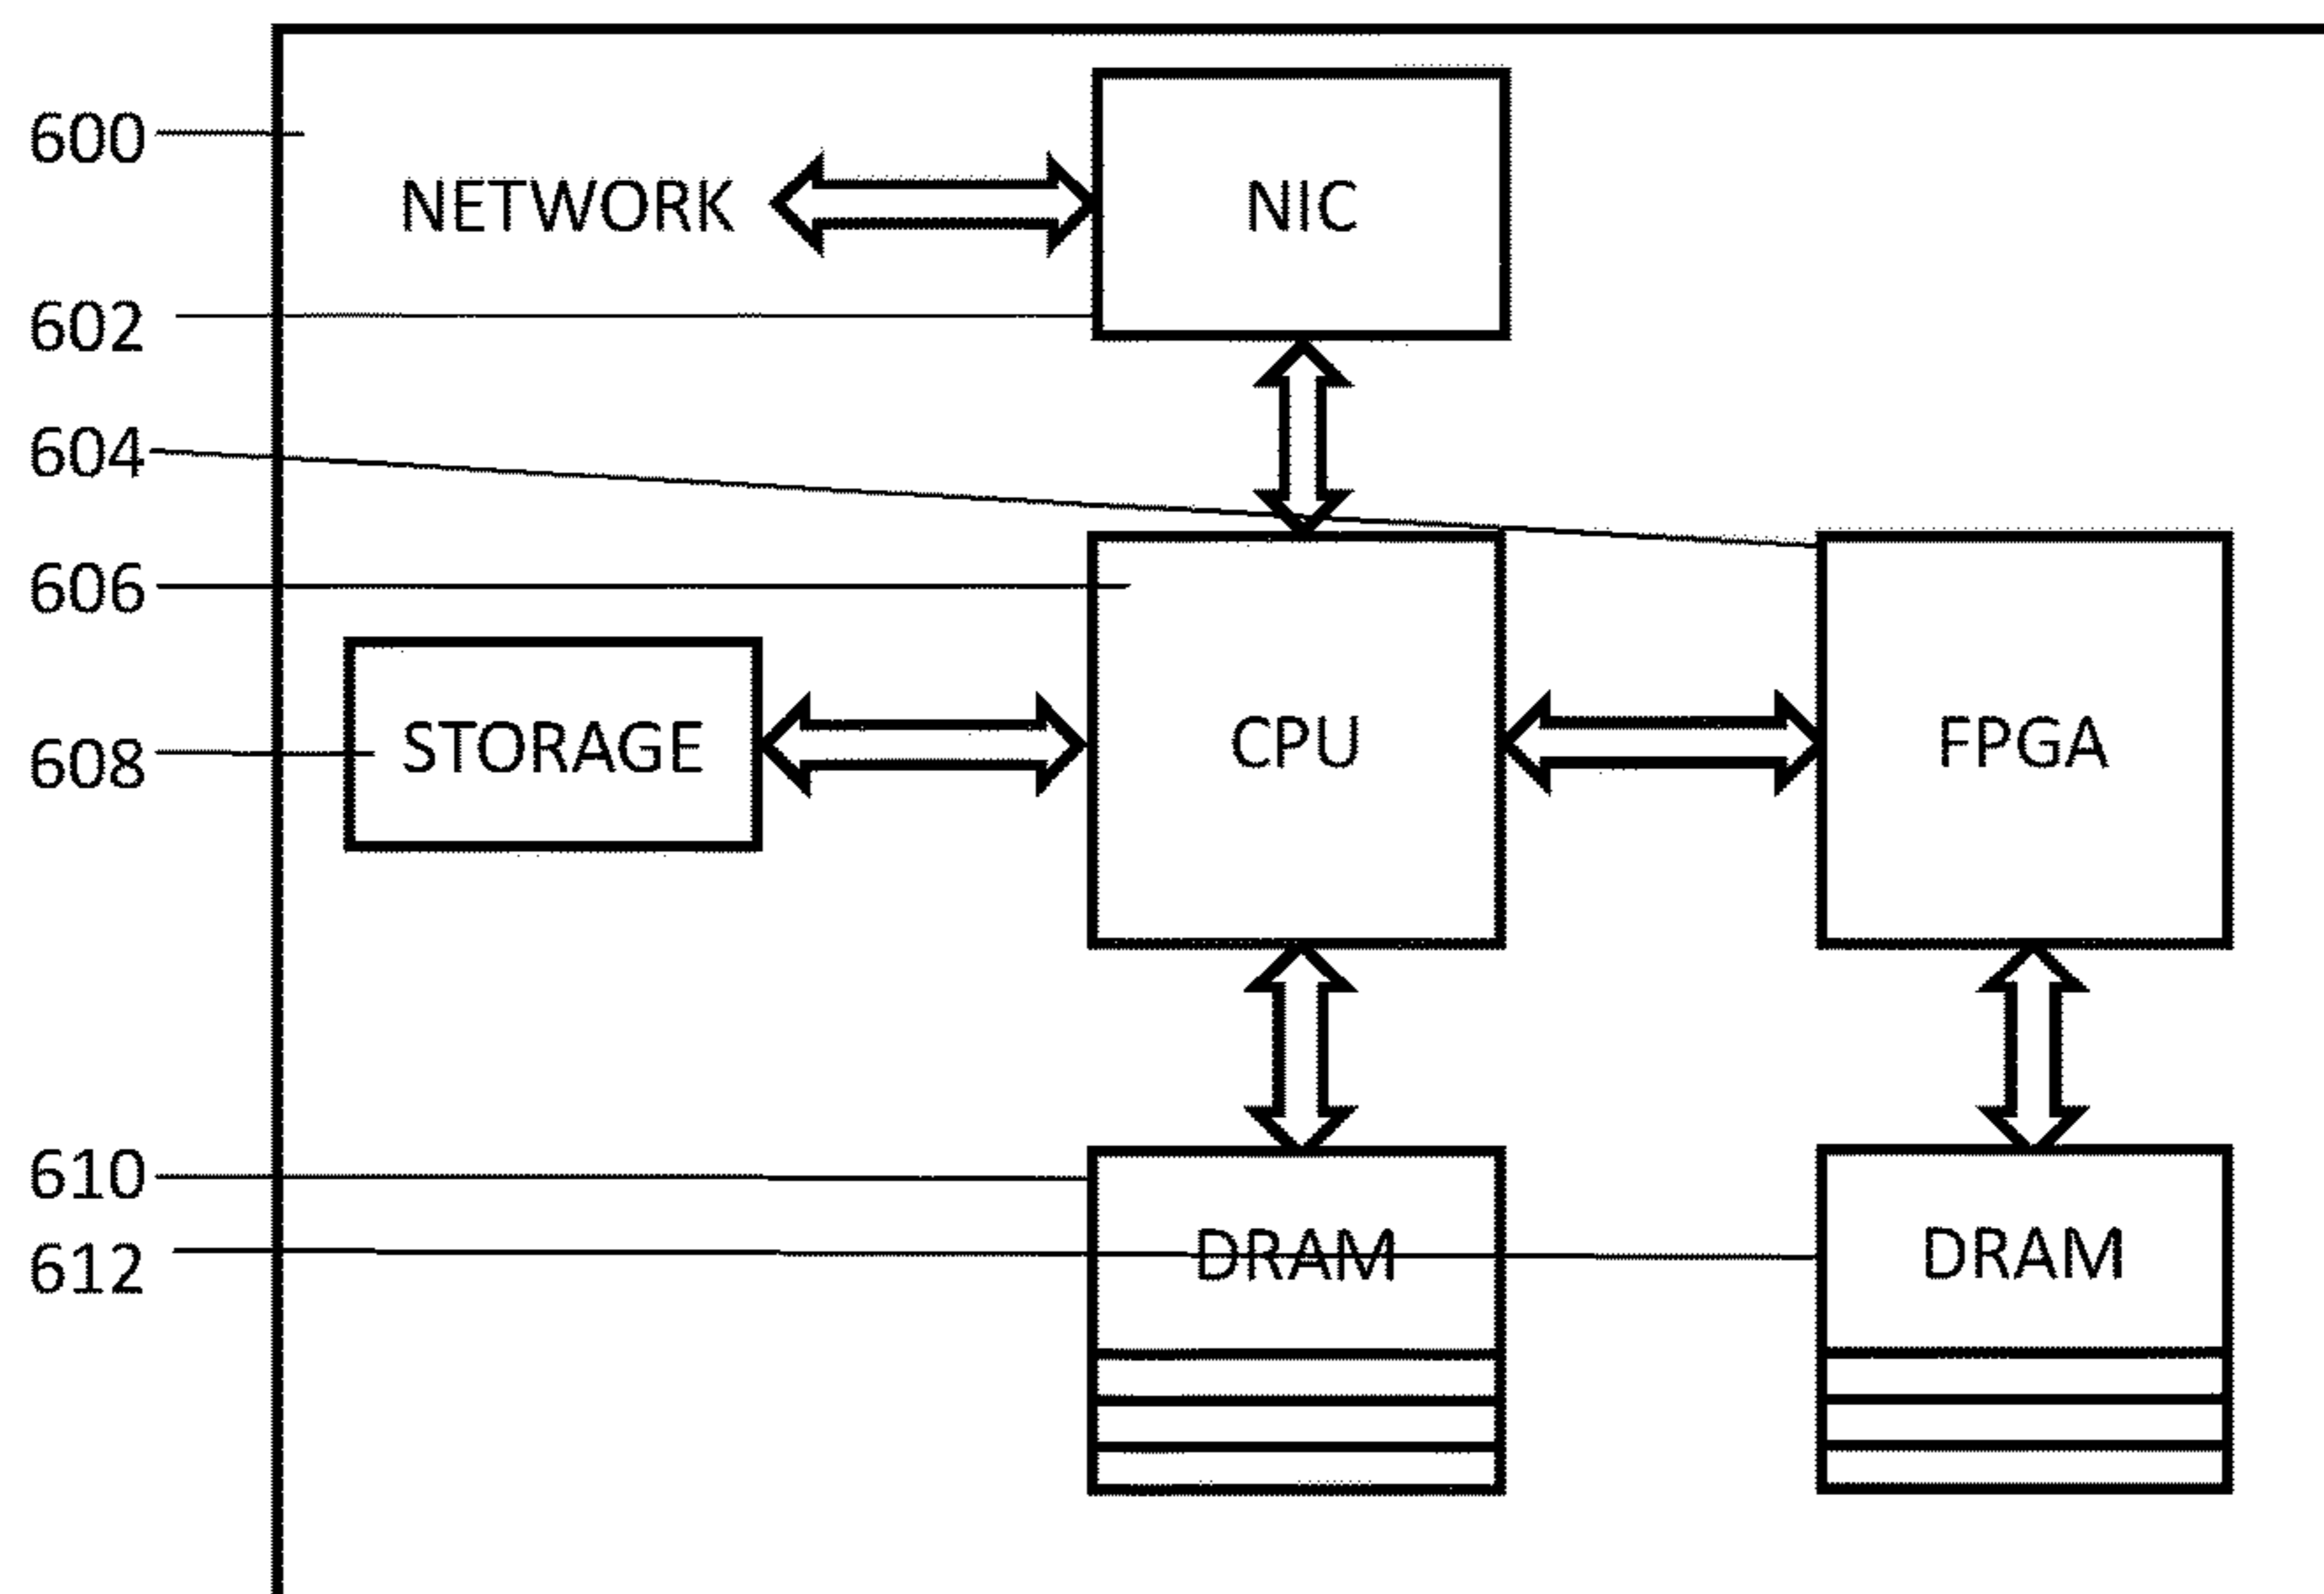 600
NETWORK
NIC
602
604
606
608
STORAGE
CPU
FPGA
610
612
DRAM
DRAM